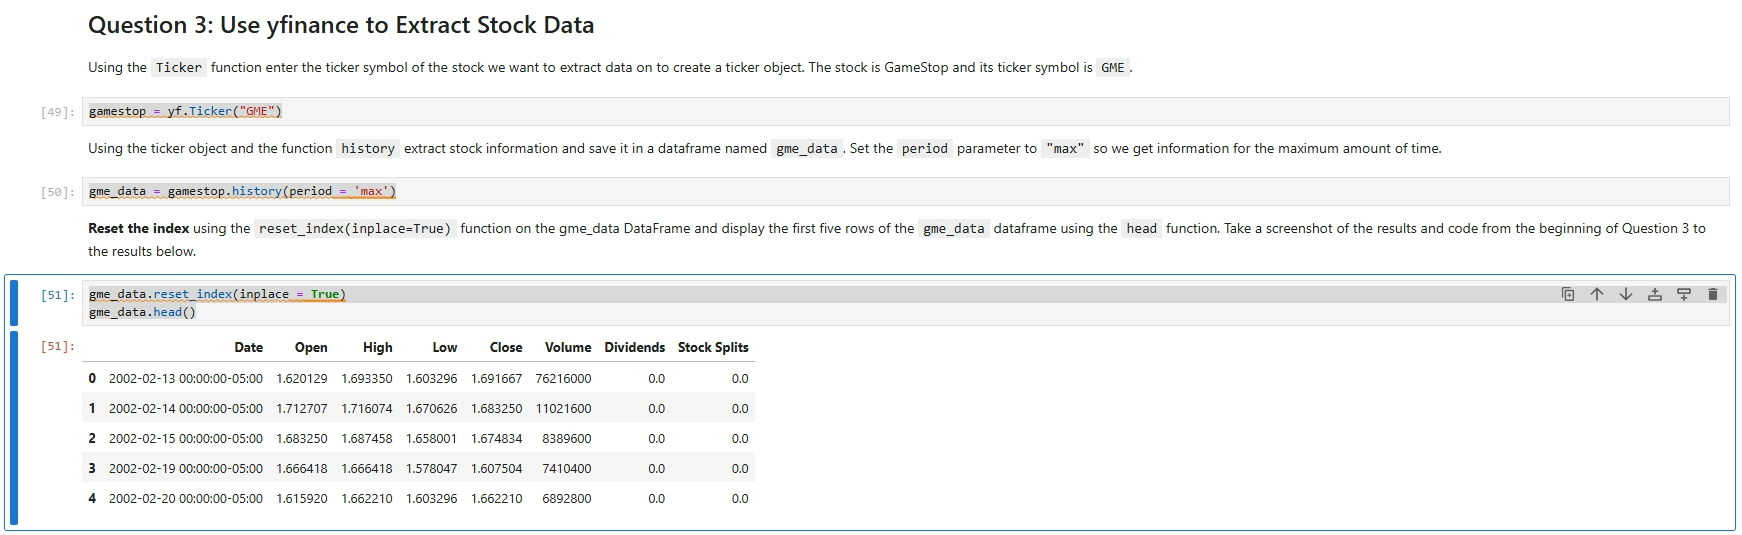 Question 3: Use yfinance to Extract Stock Data
Using the Ticker function enter the ticker symbol of the stock we want to extract data on to create a ticker object. The stock is GameStop and its ticker symbol is GME .
[49]: gamestop = yf.Ticker("GME")
Using the ticker object and the function history extract stock information and save it in a dataframe named gme_data . Set the period parameter to "max" so we get information for the maximum amount of time.
[50]: gme_data = gamestop.history(period = 'max')
Reset the index using the reset_index(inplace=True) function on the gme_data DataFrame and display the first five rows of the gme_data dataframe using the head function. Take a screenshot of the results and code from the beginning of Question 3 to
the results below.
[51]: gme_data.reset_index(inplace = True)
gme_data.head()
[51]: Date Open High Low Close Volume Dividends Stock Splits
0 2002-02-13 00:00:00-05:00 1.620129 1.693350 1.603296 1.691667 76216000 0.0 0.0
1 2002-02-14 00:00:00-05:00 1.712707 1.716074 1.670626 1.683250 11021600 0.0 0.0
2 2002-02-15 00:00:00-05:00 1.683250 1.687458 1.658001 1.674834 8389600 0.0 0.0
3 2002-02-19 00:00:00-05:00 1.666418 1.666418 1.578047 1.607504 7410400 0.0 0.0
4 2002-02-20 00:00:00-05:00 1.615920 1.662210 1.603296 1.662210 6892800 0.0 0.0